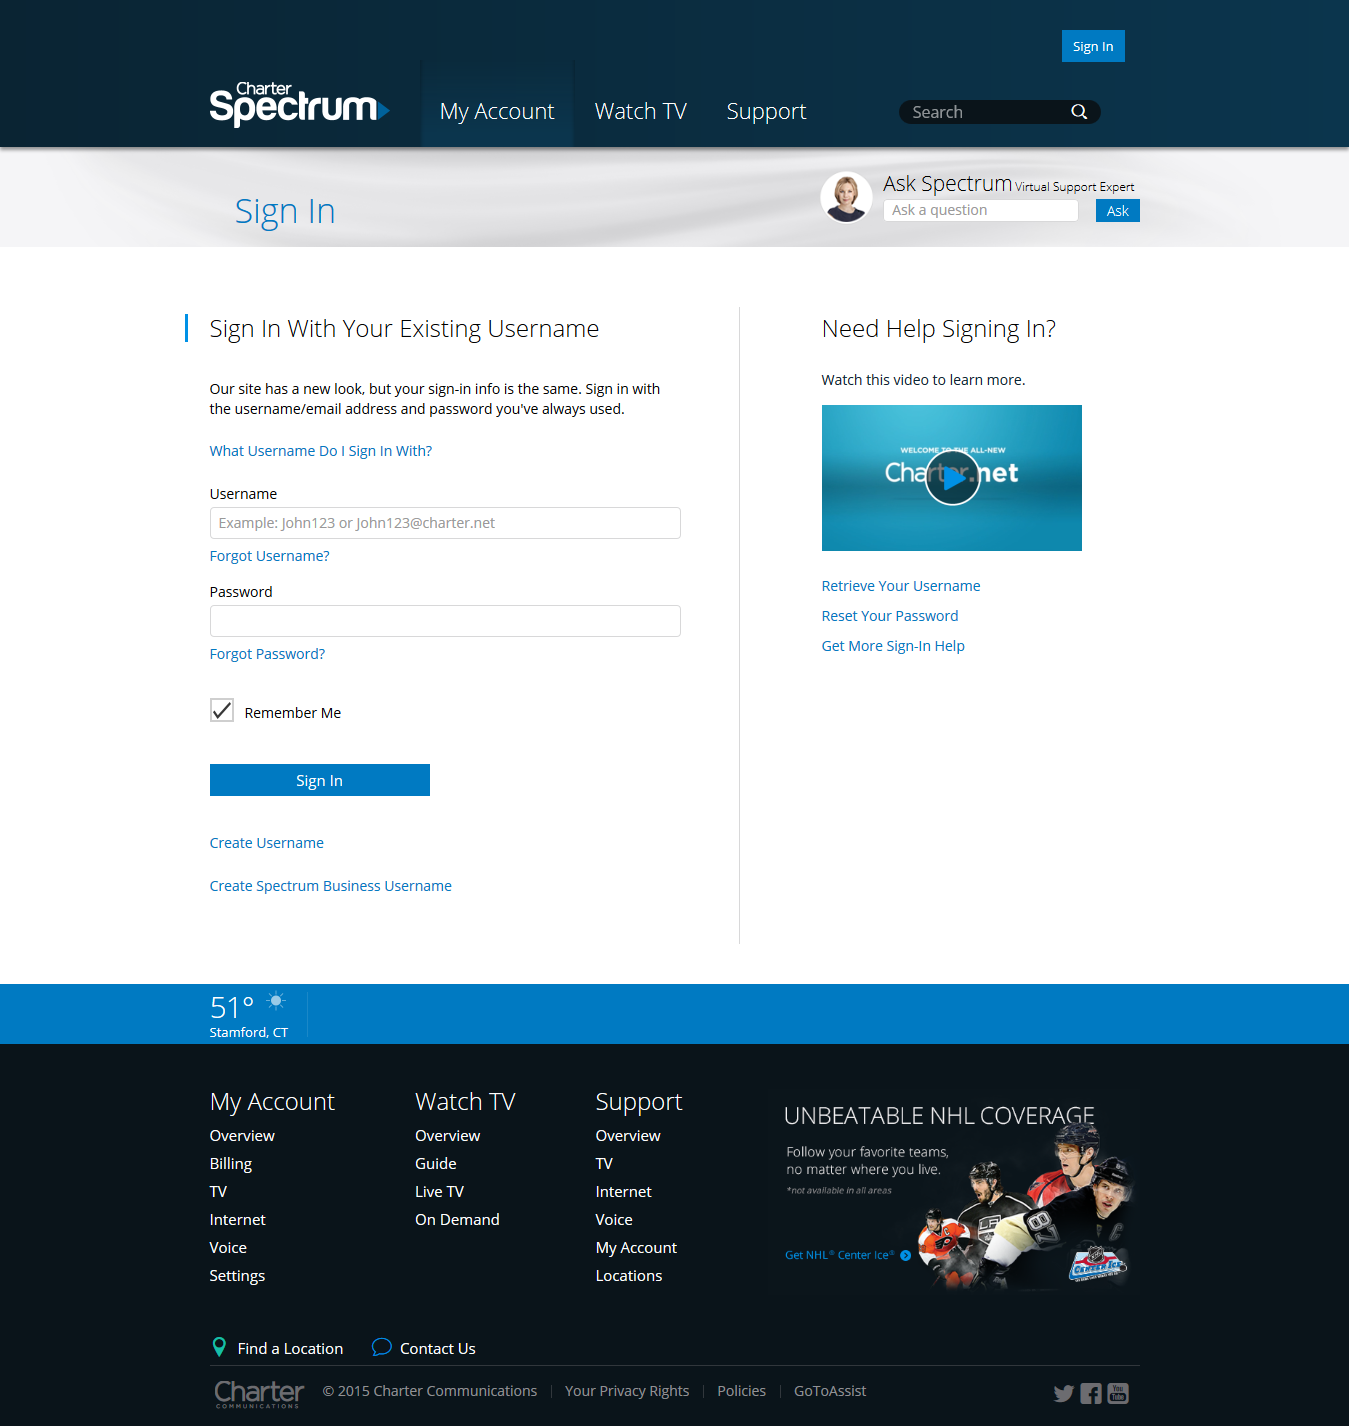 Sign In
Charter
Spectrum
My Account
Watch TV
Support
Search
Sign In
Ask Spectrum Virtual Support Expert
Ask a question
Ask
Sign In With Your Existing Username
Our site has a new look, but your sign-in info is the same. Sign in with
the username/email address and password you've always used.
What Username Do I Sign In With?
Username
Example: John123 or John123@charter.net
Forgot Username?
Password
Forgot Password?
Remember Me
Sign In
Create Username
Create Spectrum Business Username
Need Help Signing In?
Watch this video to learn more.
WELCOME TO THE ALL-NEW
Charter.net
Retrieve Your Username
Reset Your Password
Get More Sign-In Help
51°
Stamford, CT
My Account
Overview
Billing
TV
Internet
Voice
Settings
Watch TV
Overview
Guide
Live TV
On Demand
Support
Overview
TV
Internet
Voice
My Account
Locations
UNBEATABLE NHL COVERAGE
Follow your favorite teams,
no matter where you live.
*not available in all areas
Get NHL® Center Ice®
87
C
Center Ice
Find a Location
Contact Us
Charter
COMMUNICATIONS
© 2015 Charter Communications
Your Privacy Rights
Policies
GoToAssist
You
Tube